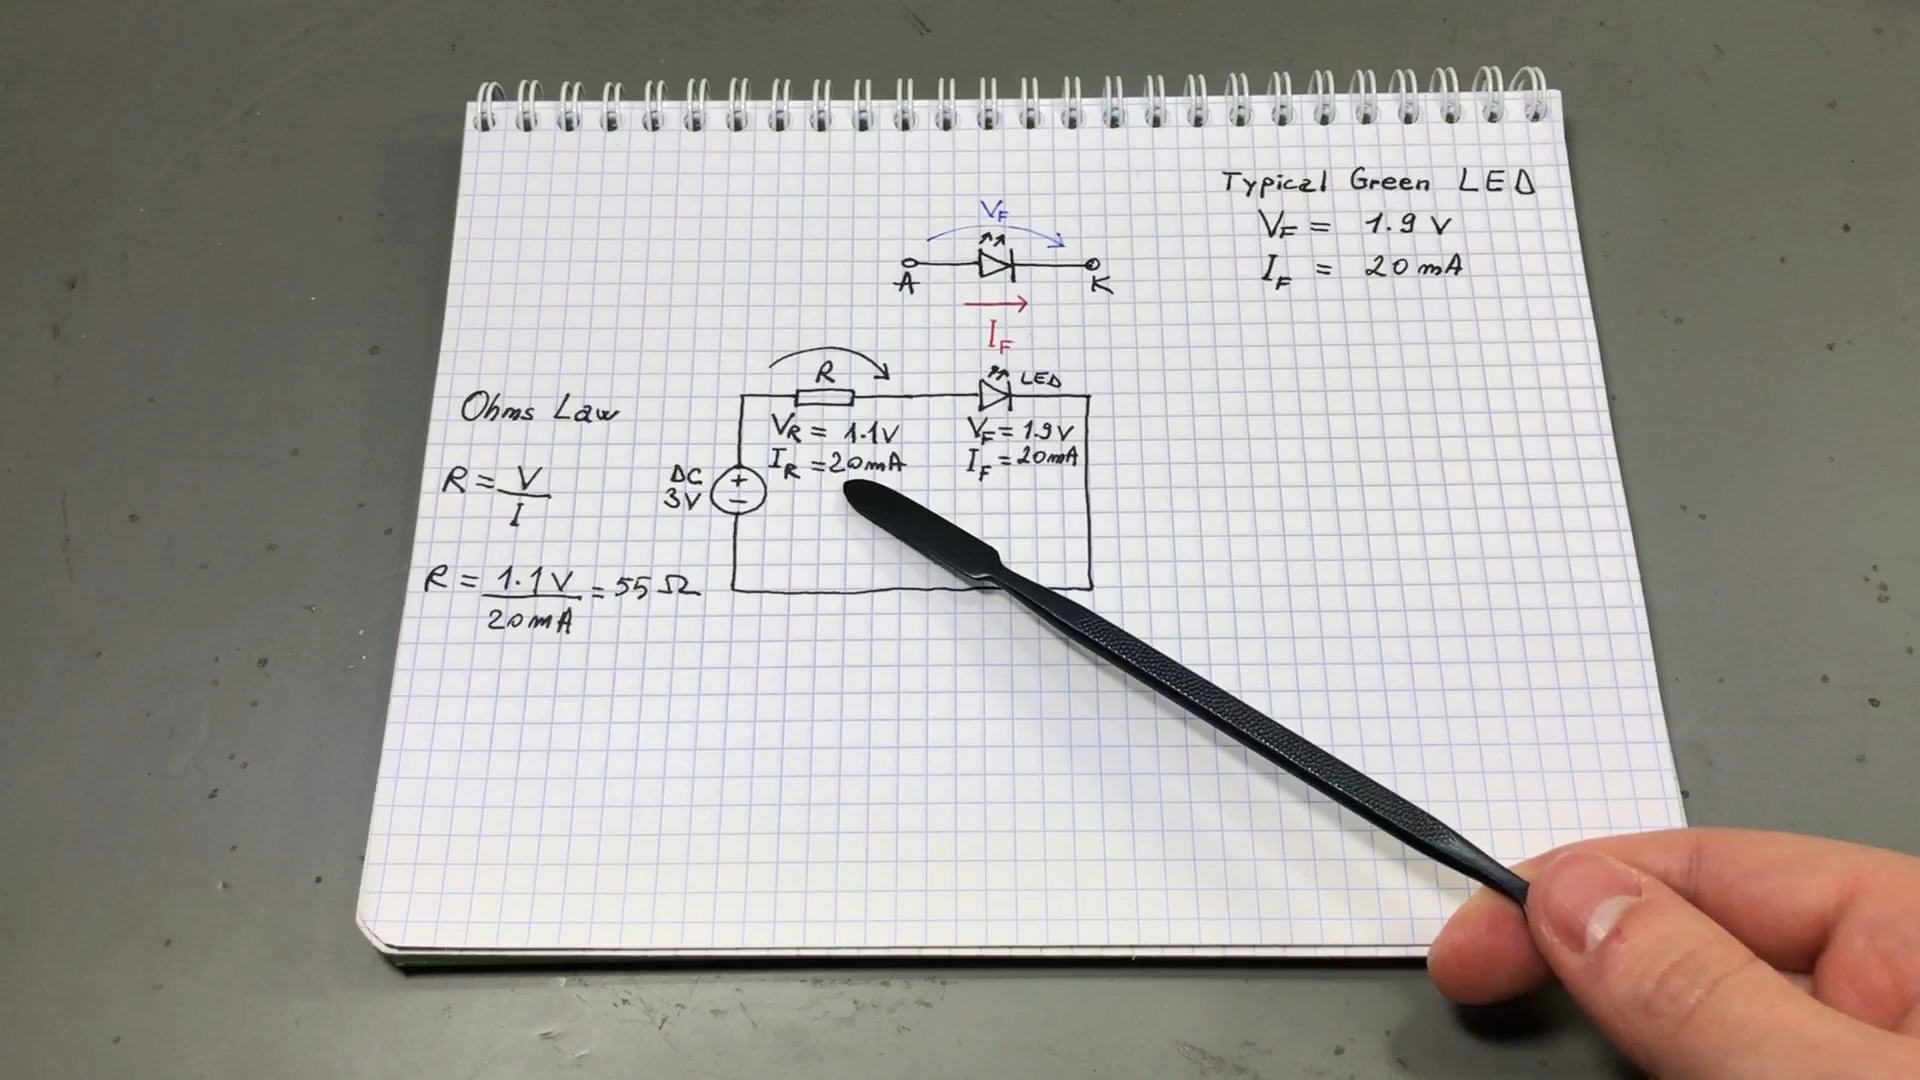 Typical Green LED
VF = 1.9 V
IF = 20 mA
VF
A
K
IF
R
LED
Ohms Law
VR = 1.1V
IR = 20mA
VF = 1.9V
IF = 20mA
R = V
I
DC
3V
+
−
R = 1.1V = 55 Ω
20mA